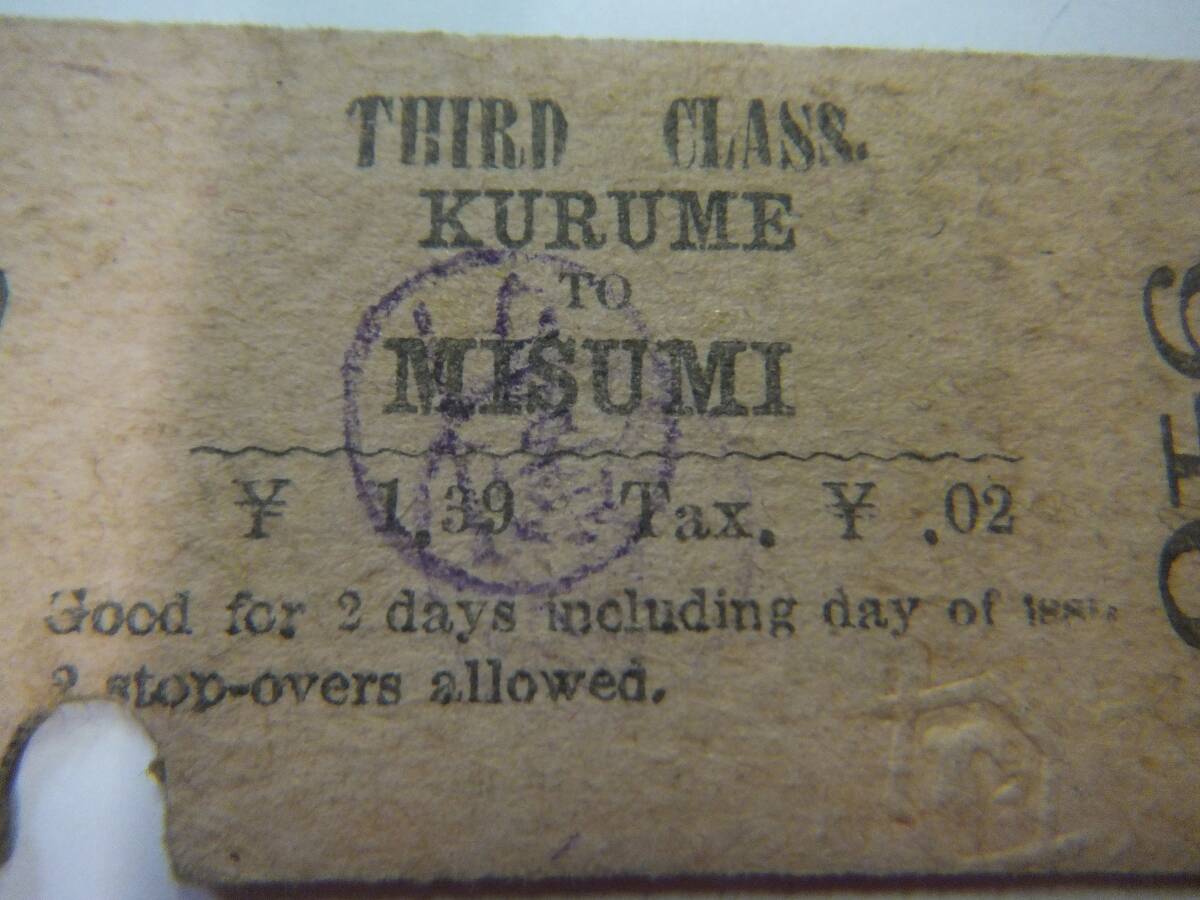 THIRD CLASS.
KURUME
TO
MISUMI
¥ 1.39 Tax. ¥ .02
Good for 2 days including day of
2 stop-overs allowed.